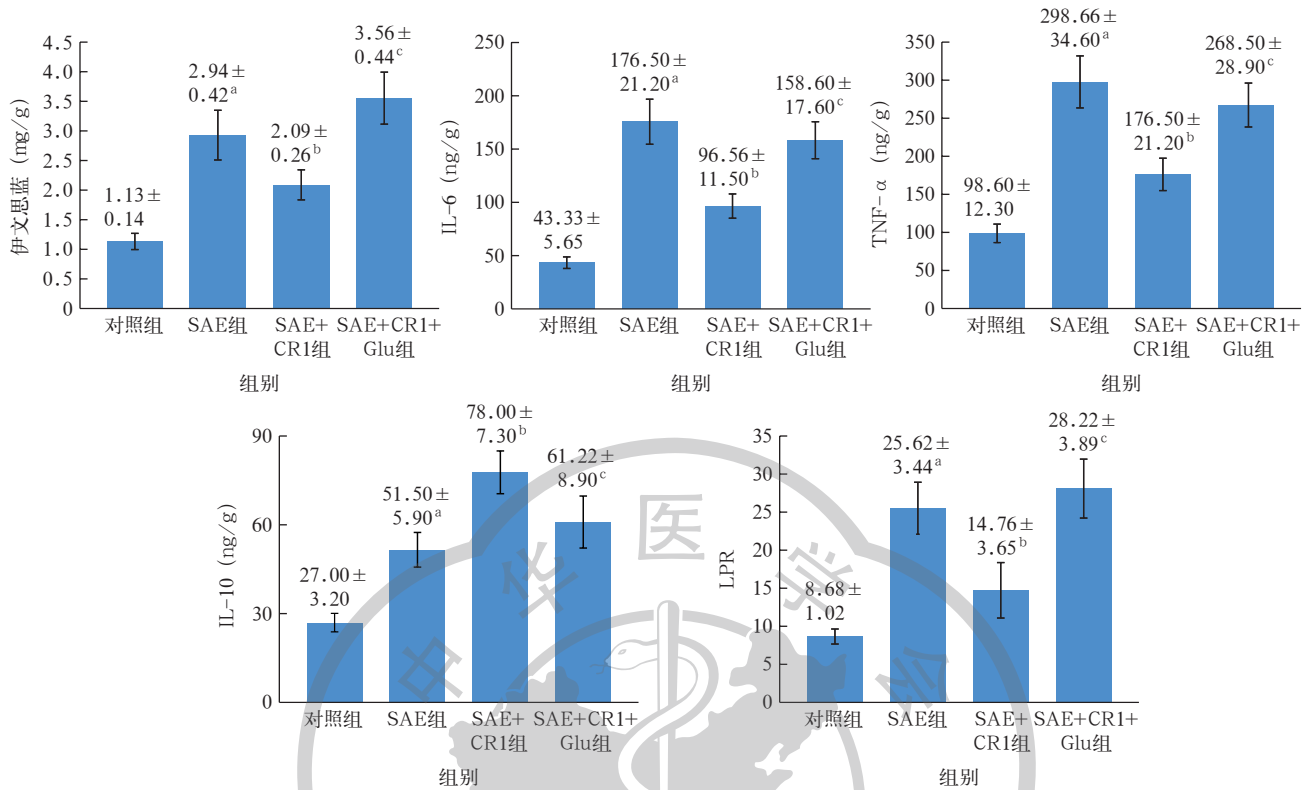 伊文思蓝 (mg/g)
4.5
4.0
3.5
3.0
2.5
2.0
1.5
1.0
0.5
0
1.13±
0.14
2.94±
0.42a
2.09±
0.26b
3.56±
0.44c
对照组
SAE组
SAE+
CR1组
SAE+CR1+
Glu组
组别
IL-6 (ng/g)
250
200
150
100
50
0
43.33±
5.65
176.50±
21.20a
96.56±
11.50b
158.60±
17.60c
对照组
SAE组
SAE+
CR1组
SAE+CR1+
Glu组
组别
TNF-α (ng/g)
350
300
250
200
150
100
50
0
98.60±
12.30
298.66±
34.60a
176.50±
21.20b
268.50±
28.90c
对照组
SAE组
SAE+
CR1组
SAE+CR1+
Glu组
组别
IL-10 (ng/g)
90
60
30
0
27.00±
3.20
51.50±
5.90a
78.00±
7.30b
61.22±
8.90c
对照组
SAE组
SAE+
CR1组
SAE+CR1+
Glu组
组别
LPR
35
30
25
20
15
10
5
0
8.68±
1.02
25.62±
3.44a
14.76±
3.65b
28.22±
3.89c
对照组
SAE组
SAE+
CR1组
SAE+CR1+
Glu组
组别
中华医学会